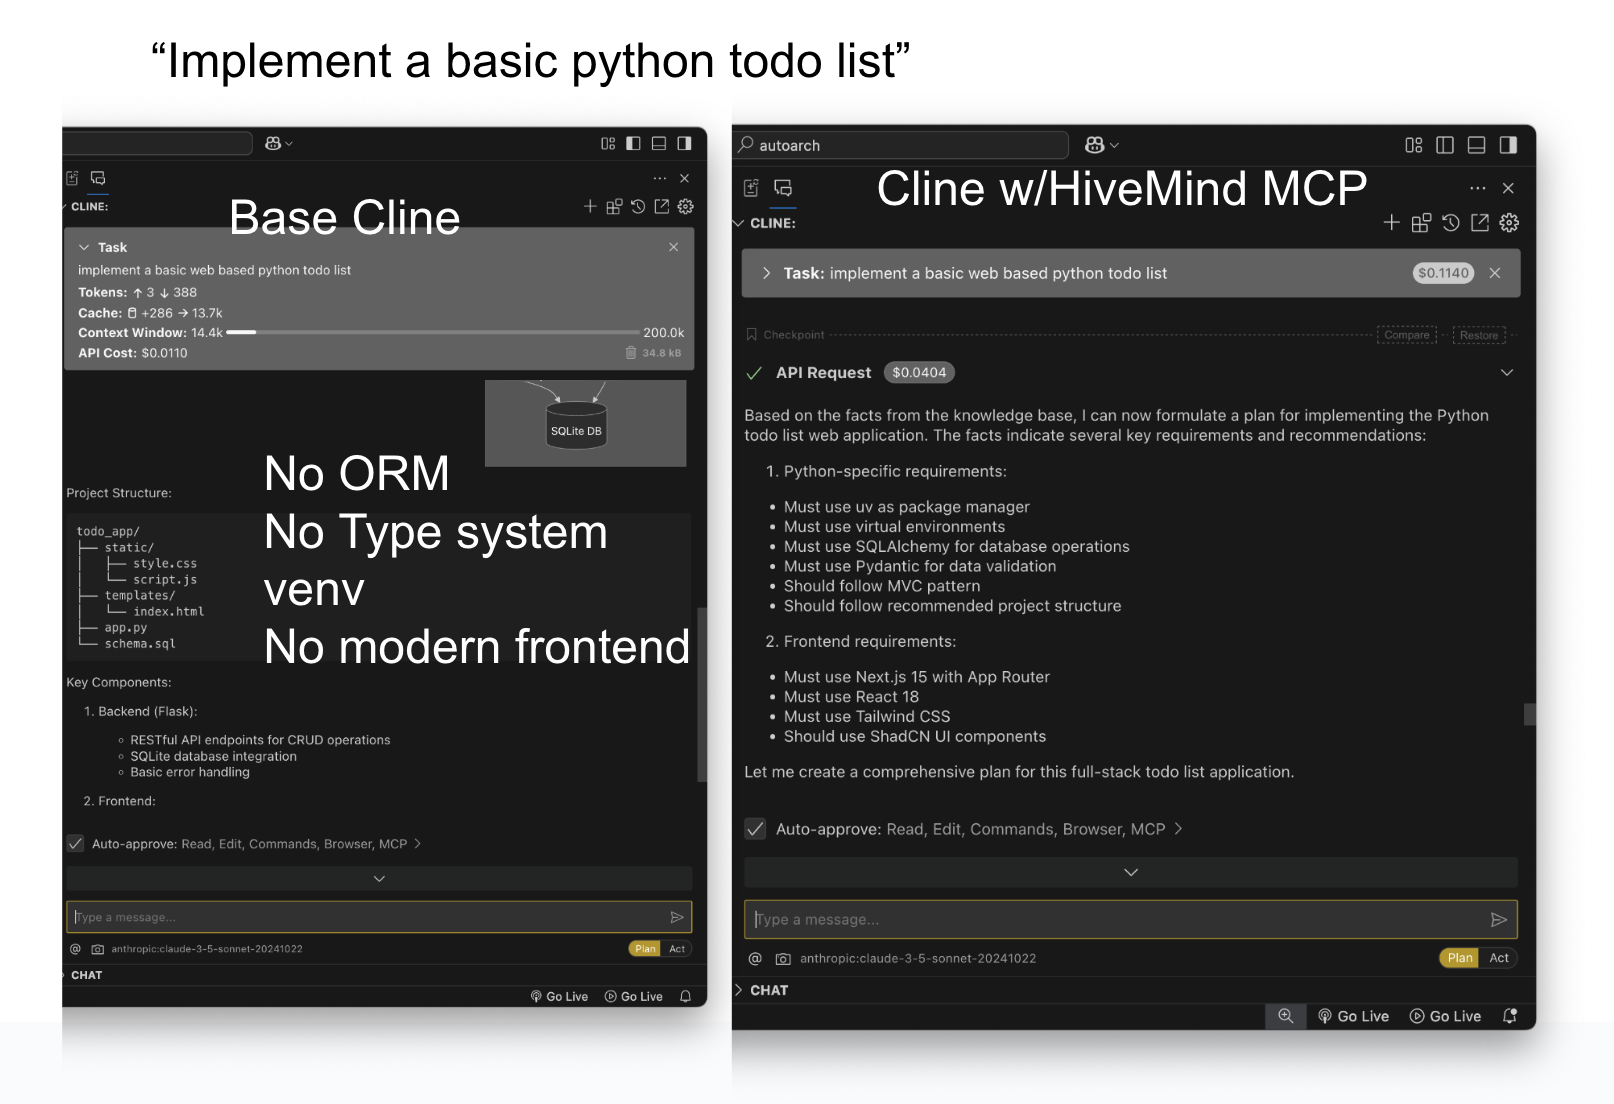 “Implement a basic python todo list”
Base Cline
CLINE:
Task
implement a basic web based python todo list
Tokens: ↑ 3 ↓ 388
Cache: +286 → 13.7k
Context Window: 14.4k 200.0k
API Cost: $0.0110 34.8 kB
SQLite DB
No ORM
No Type system
venv
No modern frontend
Project Structure:
todo_app/
├── static/
│   ├── style.css
│   └── script.js
├── templates/
│   └── index.html
├── app.py
└── schema.sql
Key Components:
1. Backend (Flask):
◦ RESTful API endpoints for CRUD operations
◦ SQLite database integration
◦ Basic error handling
2. Frontend:
Auto-approve: Read, Edit, Commands, Browser, MCP >
Type a message...
@ anthropic:claude-3-5-sonnet-20241022 Plan Act
CHAT
Go Live Go Live
autoarch
Cline w/HiveMind MCP
CLINE:
Task: implement a basic web based python todo list $0.1140
Checkpoint Compare Restore
API Request $0.0404
Based on the facts from the knowledge base, I can now formulate a plan for implementing the Python
todo list web application. The facts indicate several key requirements and recommendations:
1. Python-specific requirements:
• Must use uv as package manager
• Must use virtual environments
• Must use SQLAlchemy for database operations
• Must use Pydantic for data validation
• Should follow MVC pattern
• Should follow recommended project structure
2. Frontend requirements:
• Must use Next.js 15 with App Router
• Must use React 18
• Must use Tailwind CSS
• Should use ShadCN UI components
Let me create a comprehensive plan for this full-stack todo list application.
Auto-approve: Read, Edit, Commands, Browser, MCP >
Type a message...
@ anthropic:claude-3-5-sonnet-20241022 Plan Act
CHAT
Go Live Go Live